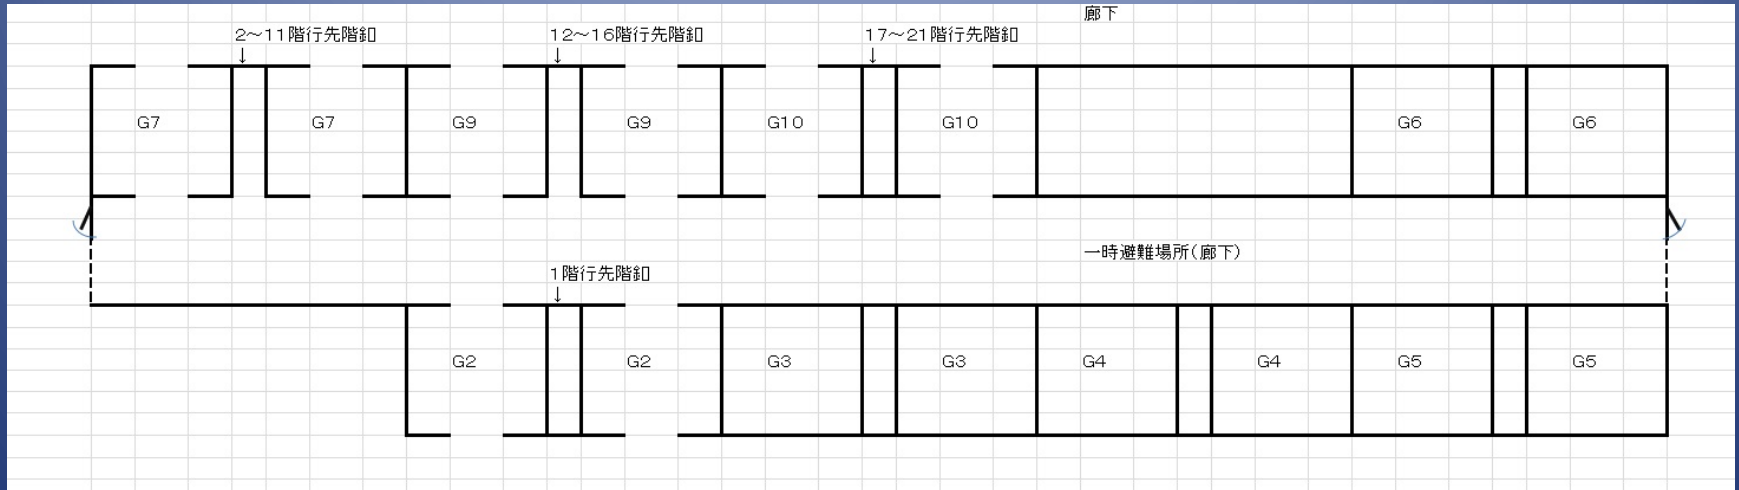 廊下
2～11階行先階釦
12～16階行先階釦
17～21階行先階釦
↓
↓
↓
G7
G7
G9
G9
G10
G10
G6
G6
一時避難場所(廊下)
1階行先階釦
↓
G2
G2
G3
G3
G4
G4
G5
G5